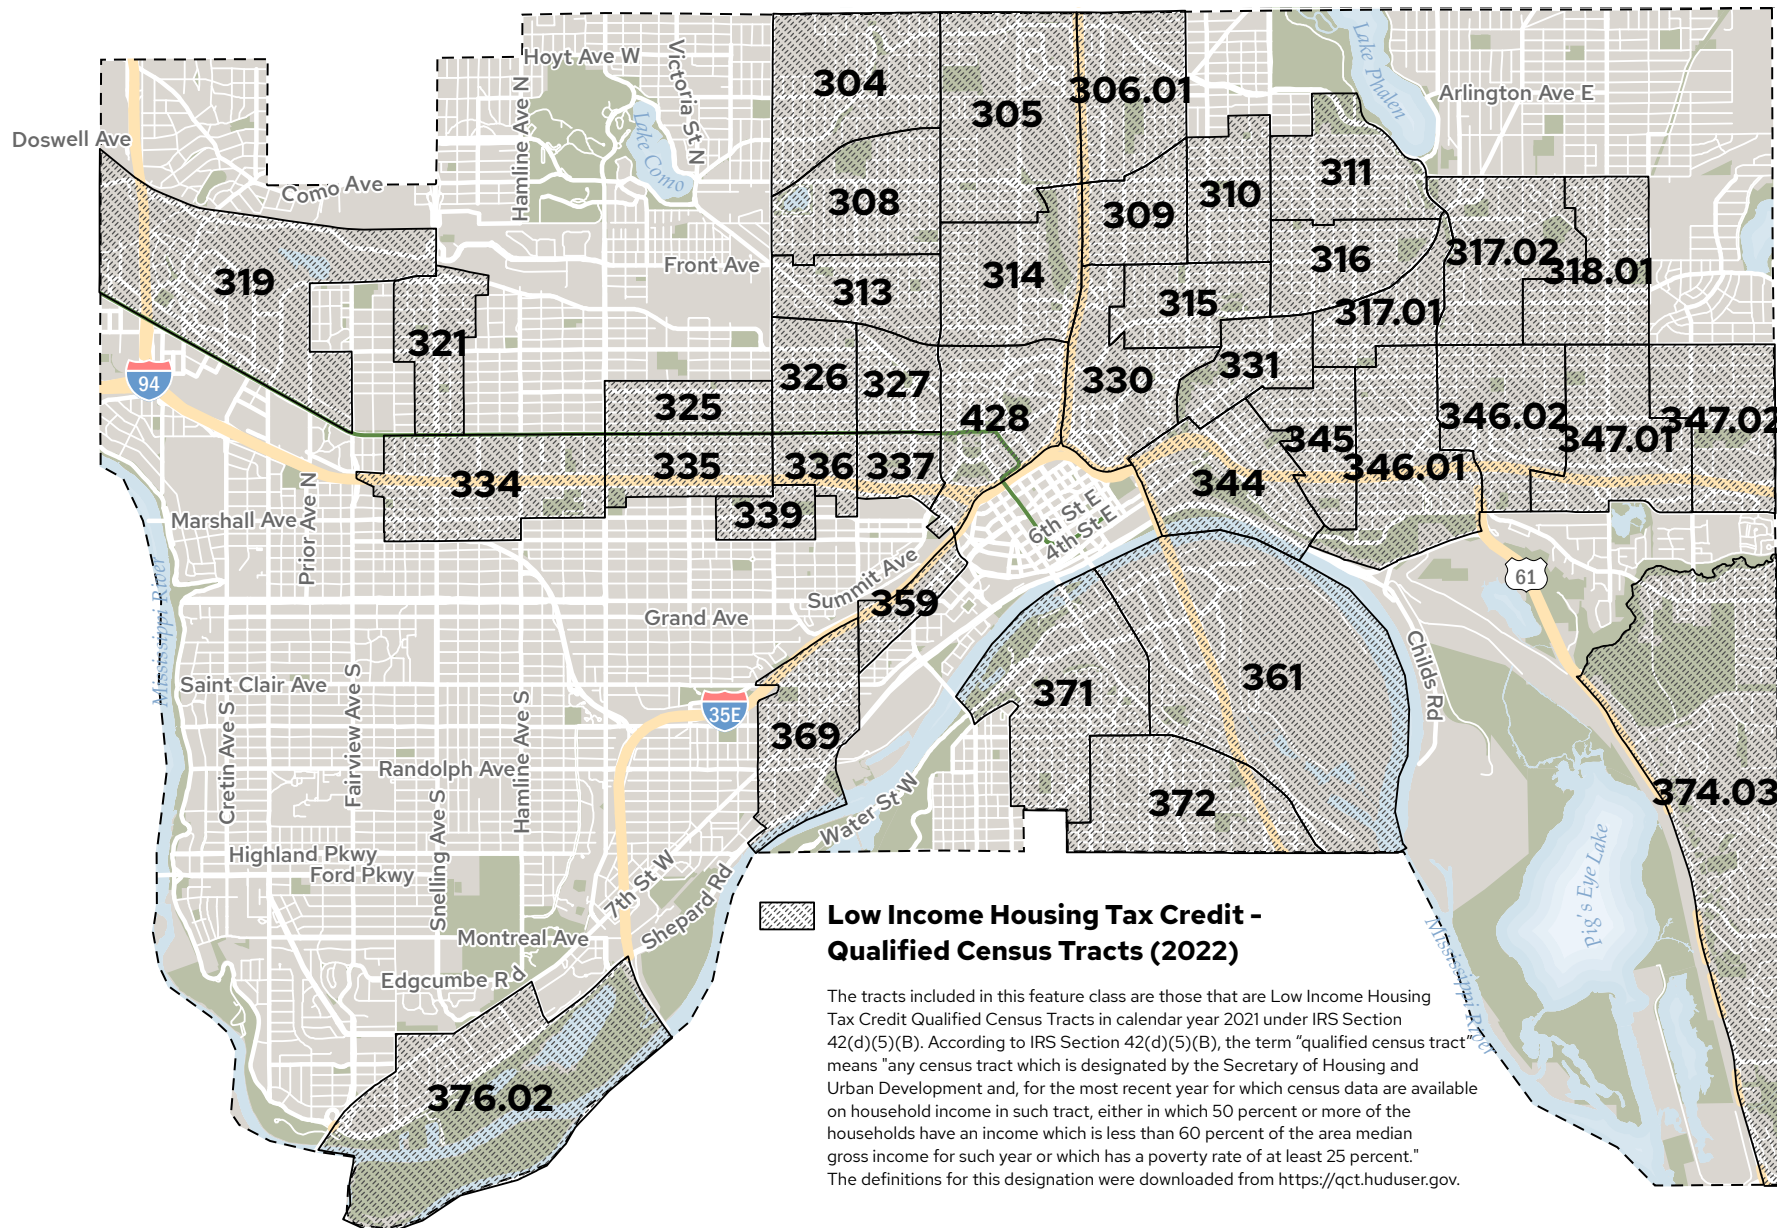 Hoyt Ave W
Victoria St N
Hamline Ave N
Lake Como
Lake Phalen
Arlington Ave E
Doswell Ave
Como Ave
Front Ave
304
305
306.01
308
309
310
311
313
314
315
316
317.01
317.02
318.01
319
321
325
326
327
428
330
331
334
335
336
337
339
344
345
346.01
346.02
347.01
347.02
94
Prior Ave N
Marshall Ave
6th St E
4th St E
Summit Ave
Grand Ave
359
61
Mississippi River
Saint Clair Ave
Cretin Ave S
Fairview Ave S
Hamline Ave S
35E
369
371
361
Childs Rd
Randolph Ave
Snelling Ave S
372
374.03
Water St W
Highland Pkwy
Ford Pkwy
7th St W
Shepard Rd
Montreal Ave
Edgcumbe Rd
376.02
Pig's Eye Lake
Mississippi River
Low Income Housing Tax Credit -
Qualified Census Tracts (2022)
The tracts included in this feature class are those that are Low Income Housing
Tax Credit Qualified Census Tracts in calendar year 2021 under IRS Section
42(d)(5)(B). According to IRS Section 42(d)(5)(B), the term "qualified census tract"
means "any census tract which is designated by the Secretary of Housing and
Urban Development and, for the most recent year for which census data are available
on household income in such tract, either in which 50 percent or more of the
households have an income which is less than 60 percent of the area median
gross income for such year or which has a poverty rate of at least 25 percent."
The definitions for this designation were downloaded from https://qct.huduser.gov.